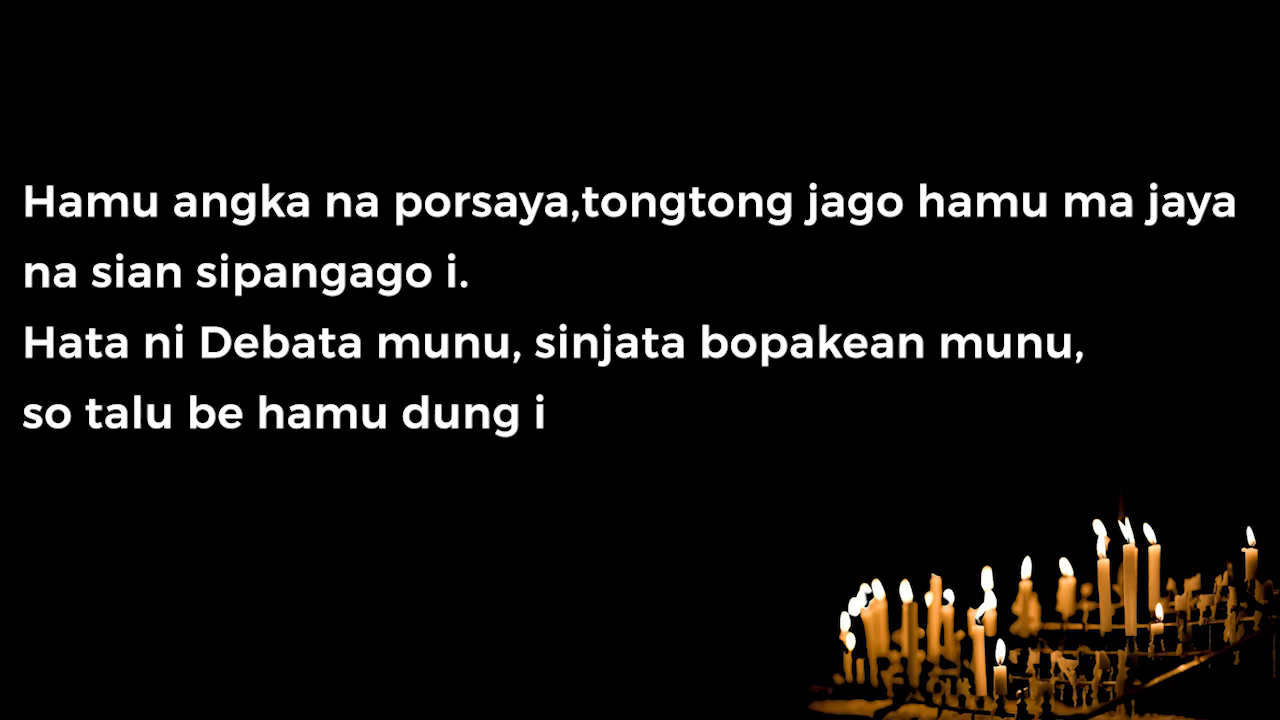 Hamu angka na porsaya,tongtong jago hamu ma jaya
na sian sipangago i.
Hata ni Debata munu, sinjata bopakean munu,
so talu be hamu dung i